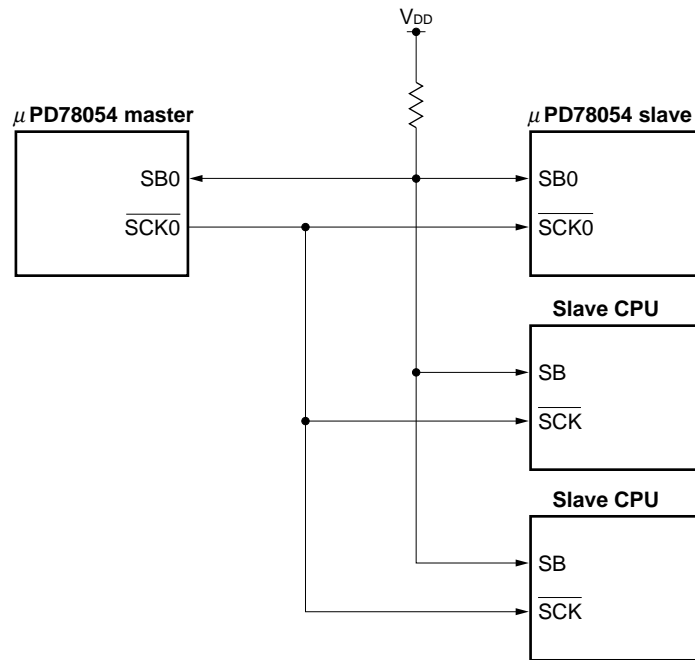 VDD
μPD78054 master
SB0
SCK0
μPD78054 slave
SB0
SCK0
Slave CPU
SB
SCK
Slave CPU
SB
SCK